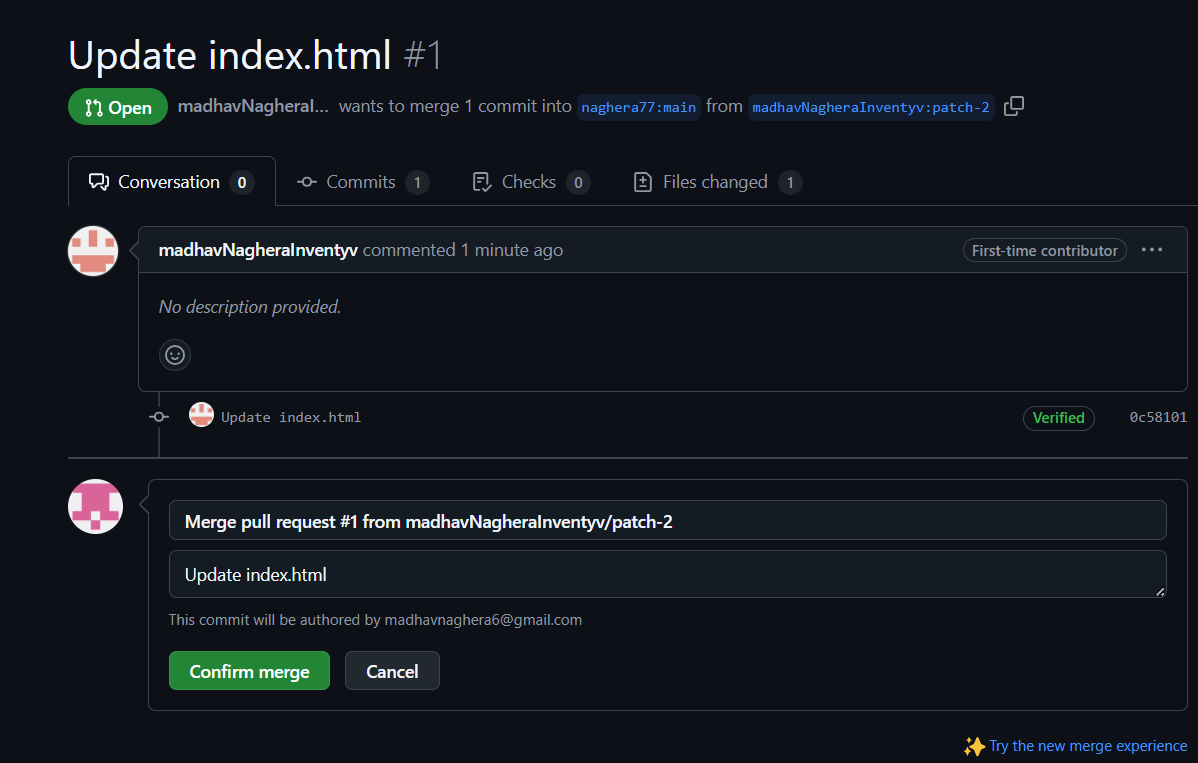 Update index.html #1
Open madhavNagheraI... wants to merge 1 commit into naghera77:main from madhavNagheraInventyv:patch-2
Conversation 0 Commits 1 Checks 0 Files changed 1
madhavNagheraInventyv commented 1 minute ago First-time contributor ...
No description provided.
Update index.html Verified 0c58101
Merge pull request #1 from madhavNagheraInventyv/patch-2
Update index.html
This commit will be authored by madhavnaghera6@gmail.com
Confirm merge Cancel
Try the new merge experience